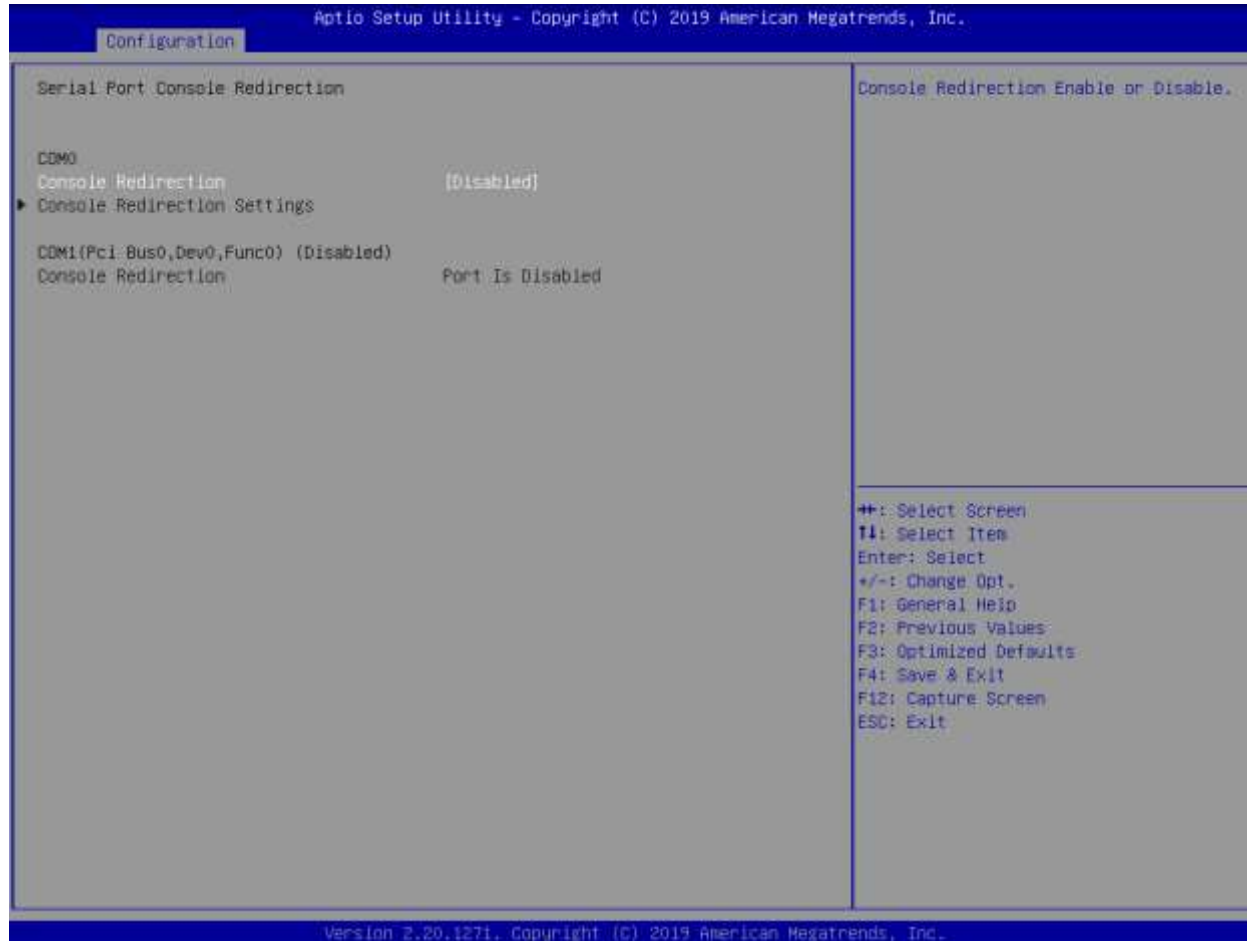 Aptio Setup Utility - Copyright (C) 2019 American Megatrends, Inc.
Configuration
Serial Port Console Redirection
COM0
Console Redirection [Disabled]
▶ Console Redirection Settings
COM1(Pci Bus0,Dev0,Func0) (Disabled)
Console Redirection Port Is Disabled
Console Redirection Enable or Disable.
→←: Select Screen
↑↓: Select Item
Enter: Select
+/-: Change Opt.
F1: General Help
F2: Previous Values
F3: Optimized Defaults
F4: Save & Exit
F12: Capture Screen
ESC: Exit
Version 2.20.1271. Copyright (C) 2019 American Megatrends, Inc.